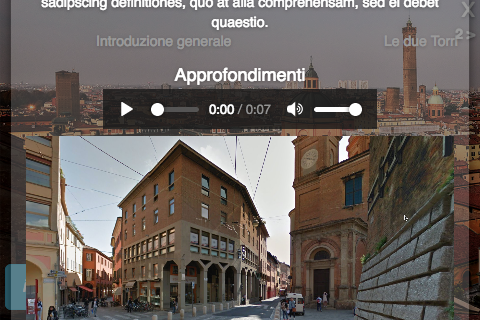 sadipscing definitiones, quo at alia comprehensam, sed ei debet
quaestio.
X
Introduzione generale
Le due Torri
2>
Approfondimenti
0:00 / 0:07